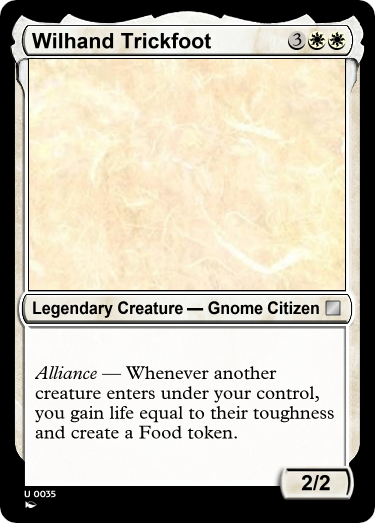 Wilhand Trickfoot 3
Legendary Creature — Gnome Citizen
Alliance — Whenever another
creature enters under your control,
you gain life equal to their toughness
and create a Food token.
2/2
U 0035